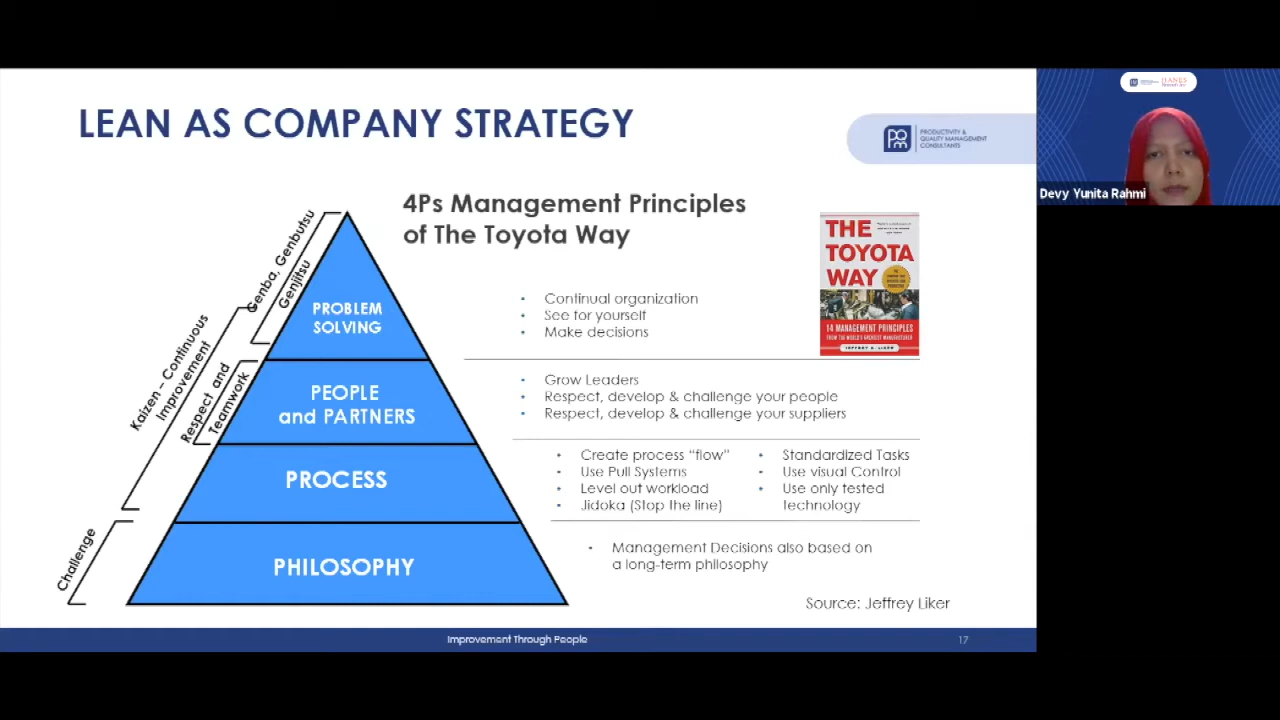 LEAN AS COMPANY STRATEGY
PQM
PRODUCTIVITY &
QUALITY MANAGEMENT
CONSULTANTS
HANES
Devy Yunita Rahmi
4Ps Management Principles
of The Toyota Way
THE
TOYOTA
WAY
14 MANAGEMENT PRINCIPLES
FROM THE WORLD'S GREATEST MANUFACTURER
JEFFREY K. LIKER
Genba, Genbutsu
Genjitsu
PROBLEM
SOLVING
• Continual organization
• See for yourself
• Make decisions
Kaizen – Continuous
Improvement
Respect and
Teamwork
PEOPLE
and PARTNERS
• Grow Leaders
• Respect, develop & challenge your people
• Respect, develop & challenge your suppliers
PROCESS
• Create process “flow”
• Use Pull Systems
• Level out workload
• Jidoka (Stop the line)
• Standardized Tasks
• Use visual Control
• Use only tested
technology
Challenge
PHILOSOPHY
• Management Decisions also based on
a long-term philosophy
Source: Jeffrey Liker
Improvement Through People
17